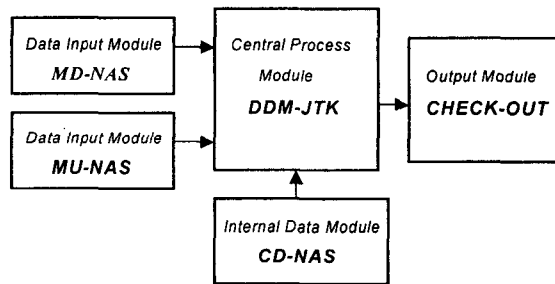 Data Input Module
MD-NAS
Data Input Module
MU-NAS
Central Process
Module
DDM-JTK
Output Module
CHECK-OUT
Internal Data Module
CD-NAS